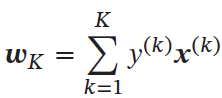 w_K = \sum_{k=1}^{K} y^{(k)} x^{(k)}